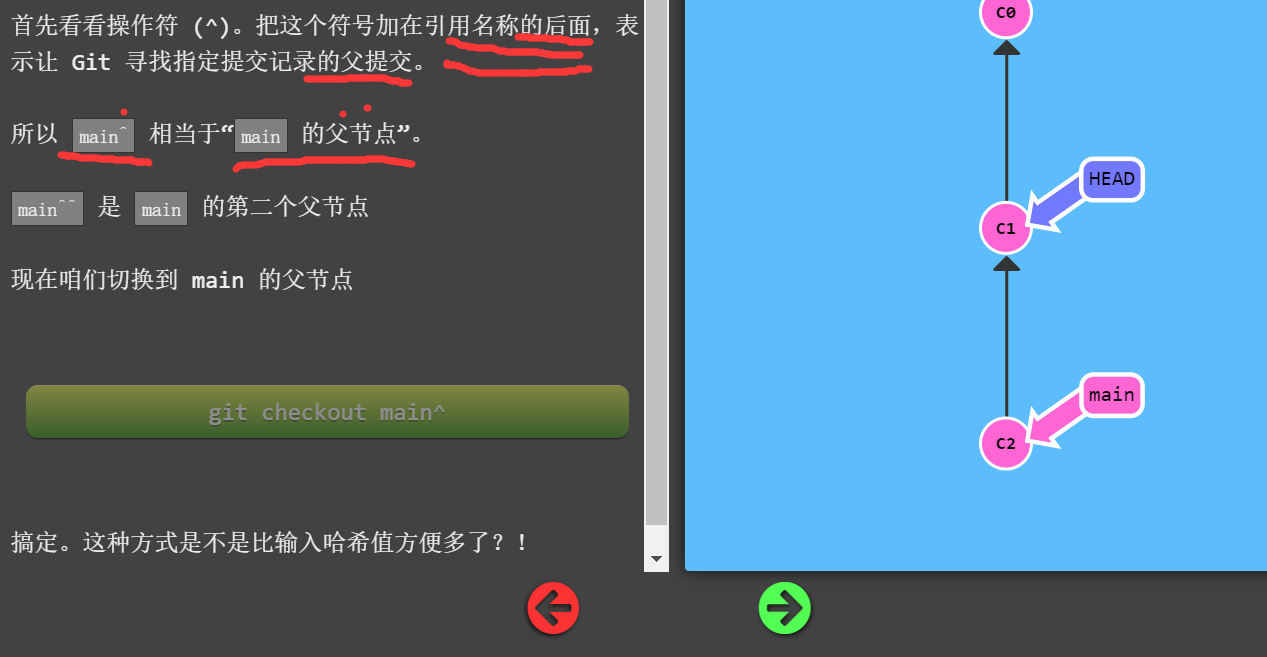 首先看看操作符 (^)。把这个符号加在引用名称的后面，表
示让 Git 寻找指定提交记录的父提交。
所以 main^ 相当于“main 的父节点”。
main^^ 是 main 的第二个父节点
现在咱们切换到 main 的父节点
git checkout main^
搞定。这种方式是不是比输入哈希值方便多了？！
C0
HEAD
C1
main
C2